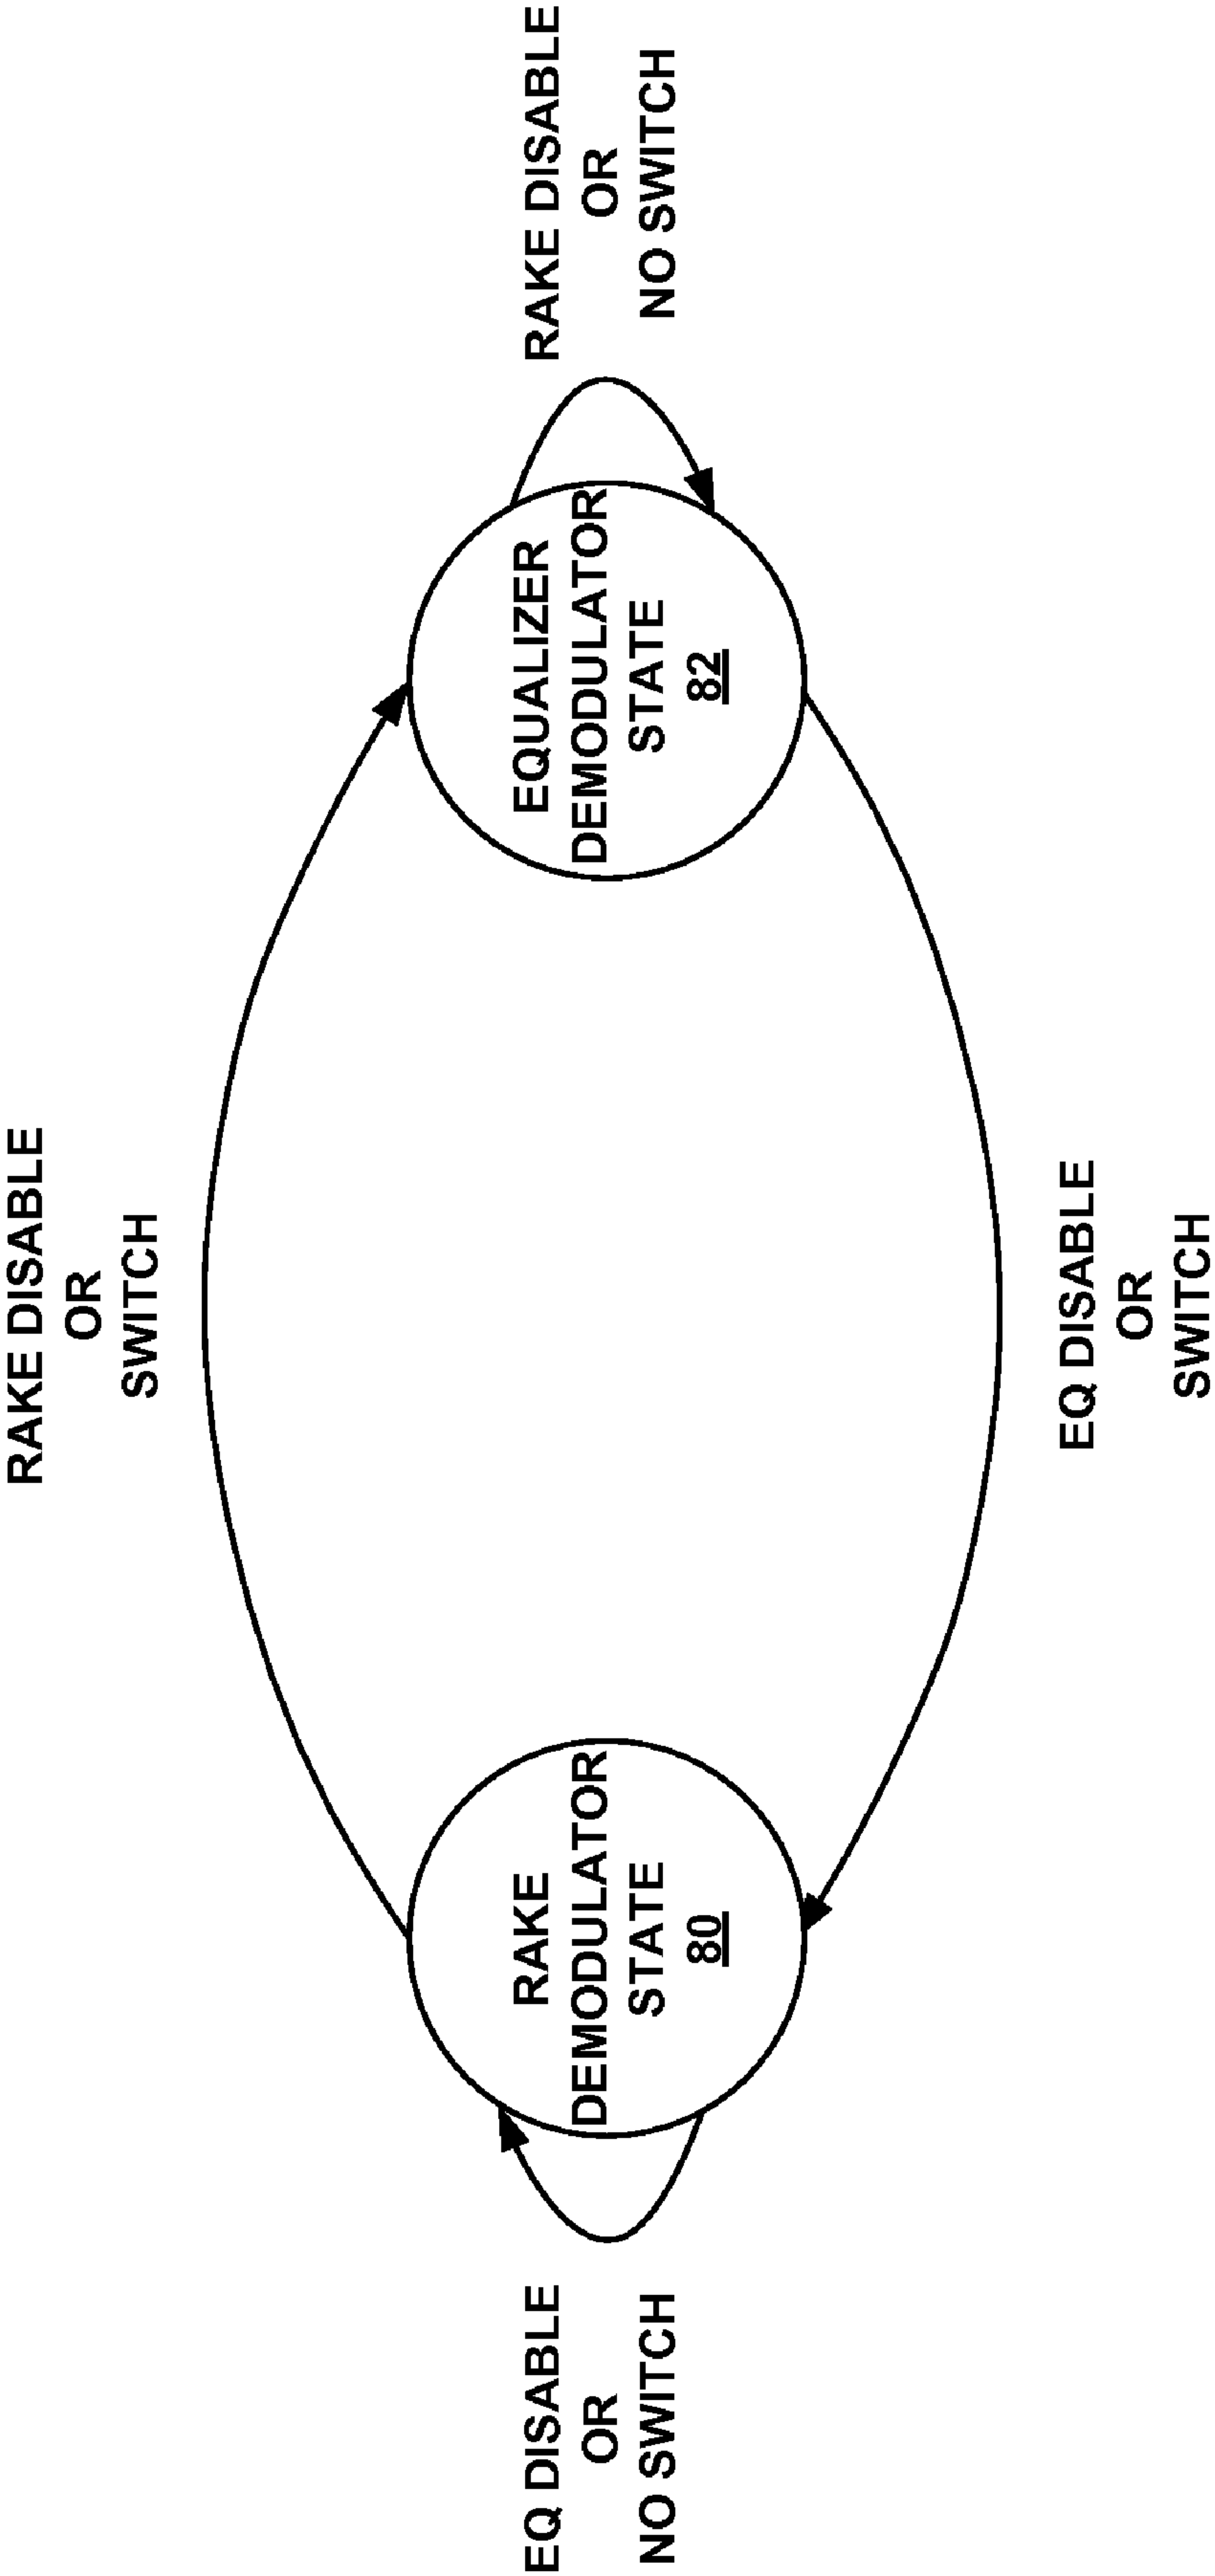 RAKE DISABLE
OR
SWITCH
EQ DISABLE
OR
NO SWITCH
RAKE
DEMODULATOR
STATE
80
EQUALIZER
DEMODULATOR
STATE
82
RAKE DISABLE
OR
NO SWITCH
EQ DISABLE
OR
SWITCH